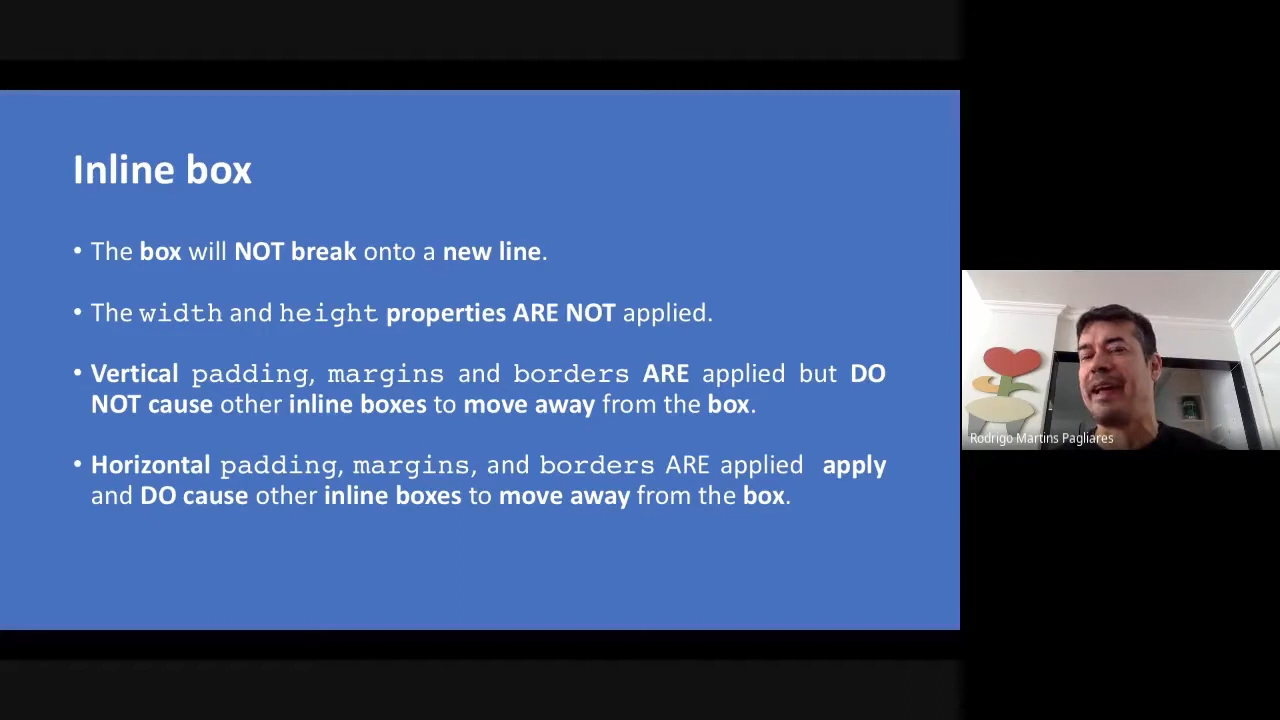 Inline box
• The box will NOT break onto a new line.
• The width and height properties ARE NOT applied.
• Vertical padding, margins and borders ARE applied but DO
NOT cause other inline boxes to move away from the box.
• Horizontal padding, margins, and borders ARE applied apply
and DO cause other inline boxes to move away from the box.
Rodrigo Martins Pagliares